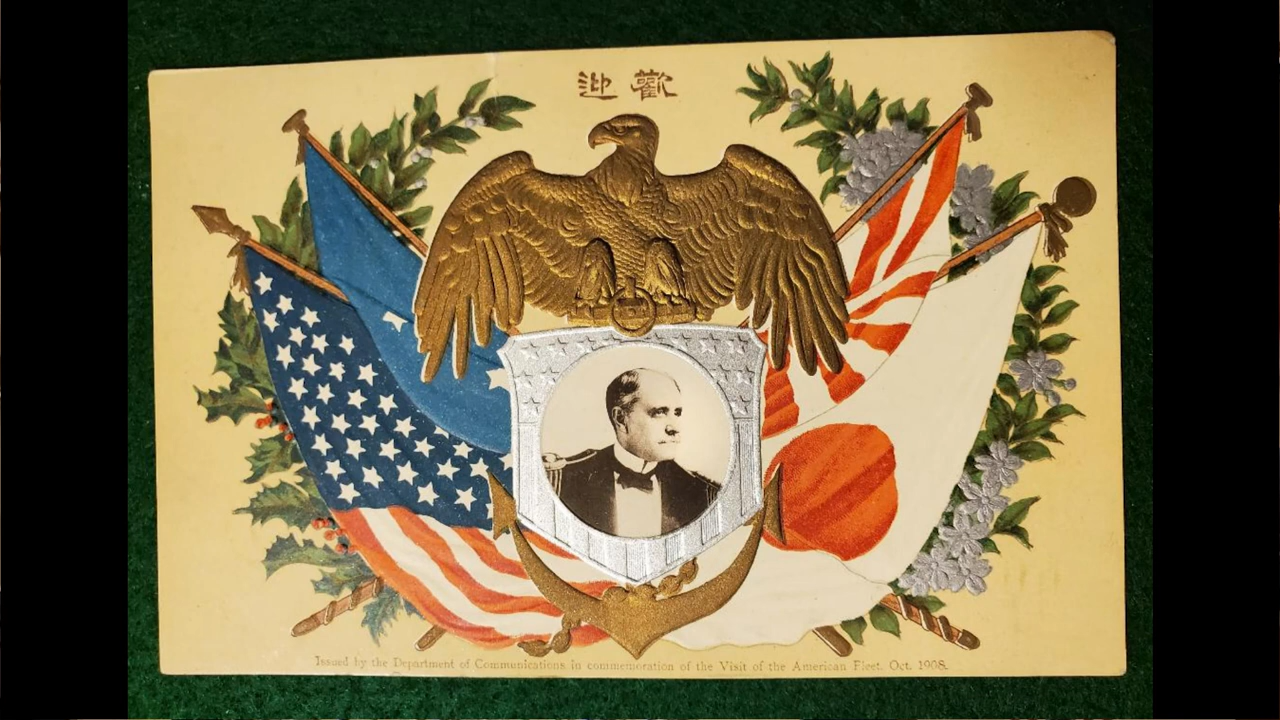 歡迎
Issued by the Department of Communications in commemoration of the Visit of the American Fleet. Oct. 1908.